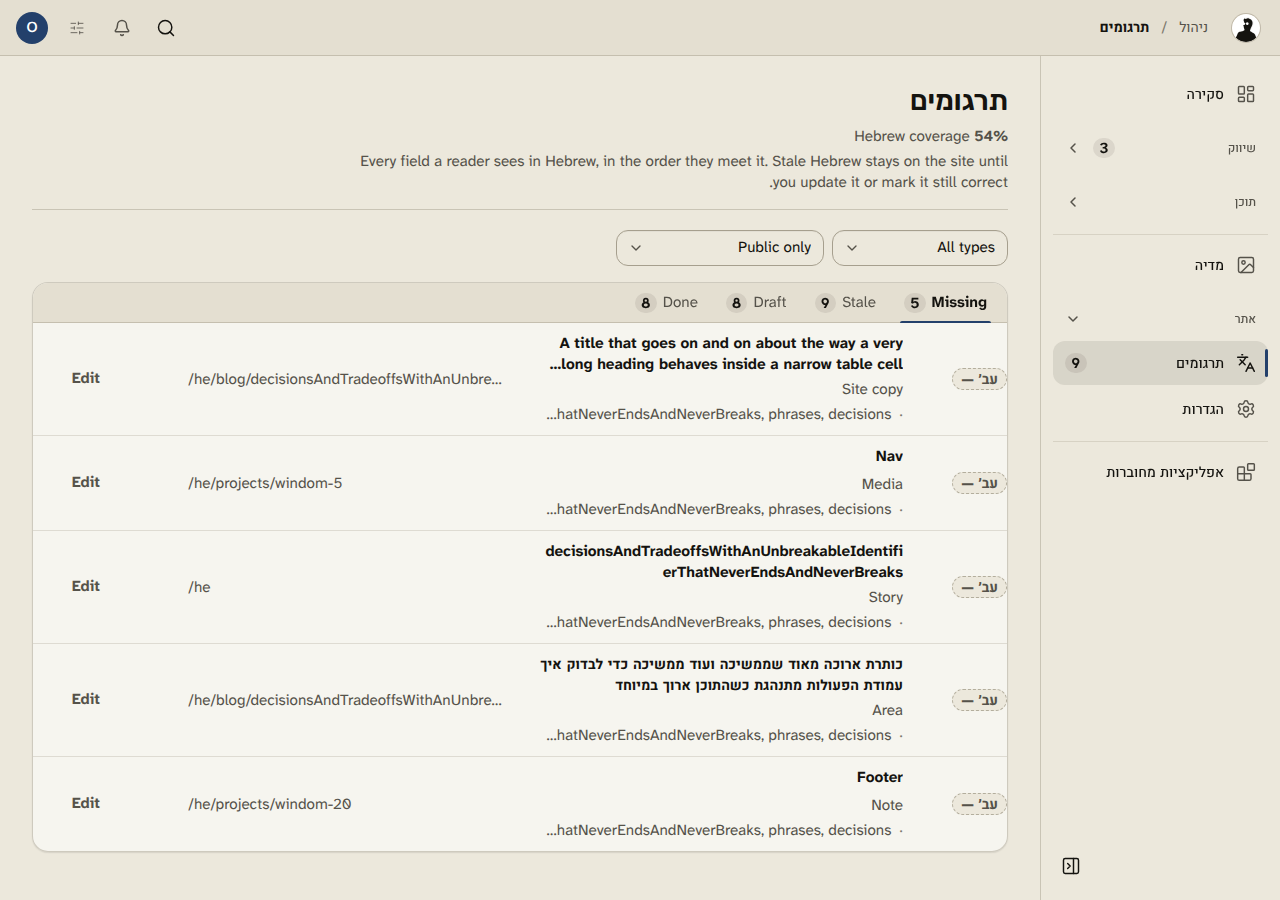 ניהול / תרגומים
O
סקירה
שיווק 3
תוכן
מדיה
אתר
תרגומים 9
הגדרות
אפליקציות מחוברות
תרגומים
Hebrew coverage 54%
Every field a reader sees in Hebrew, in the order they meet it. Stale Hebrew stays on the site until
you update it or mark it still correct.
All types
Public only
Missing 5
Stale 9
Draft 8
Done 8
עב׳ —
A title that goes on and on about the way a very
long heading behaves inside a narrow table cell…
Site copy
· hatNeverEndsAndNeverBreaks, phrases, decisions…
/he/blog/decisionsAndTradeoffsWithAnUnbre…
Edit
עב׳ —
Nav
Media
· hatNeverEndsAndNeverBreaks, phrases, decisions…
/he/projects/windom-5
Edit
עב׳ —
decisionsAndTradeoffsWithAnUnbreakableIdentifi
erThatNeverEndsAndNeverBreaks
Story
· hatNeverEndsAndNeverBreaks, phrases, decisions…
/he
Edit
עב׳ —
כותרת ארוכה מאוד שממשיכה ועוד ממשיכה כדי לבדוק איך
עמודת הפעולות מתנהגת כשהתוכן ארוך במיוחד
Area
· hatNeverEndsAndNeverBreaks, phrases, decisions…
/he/blog/decisionsAndTradeoffsWithAnUnbre…
Edit
עב׳ —
Footer
Note
· hatNeverEndsAndNeverBreaks, phrases, decisions…
/he/projects/windom-20
Edit